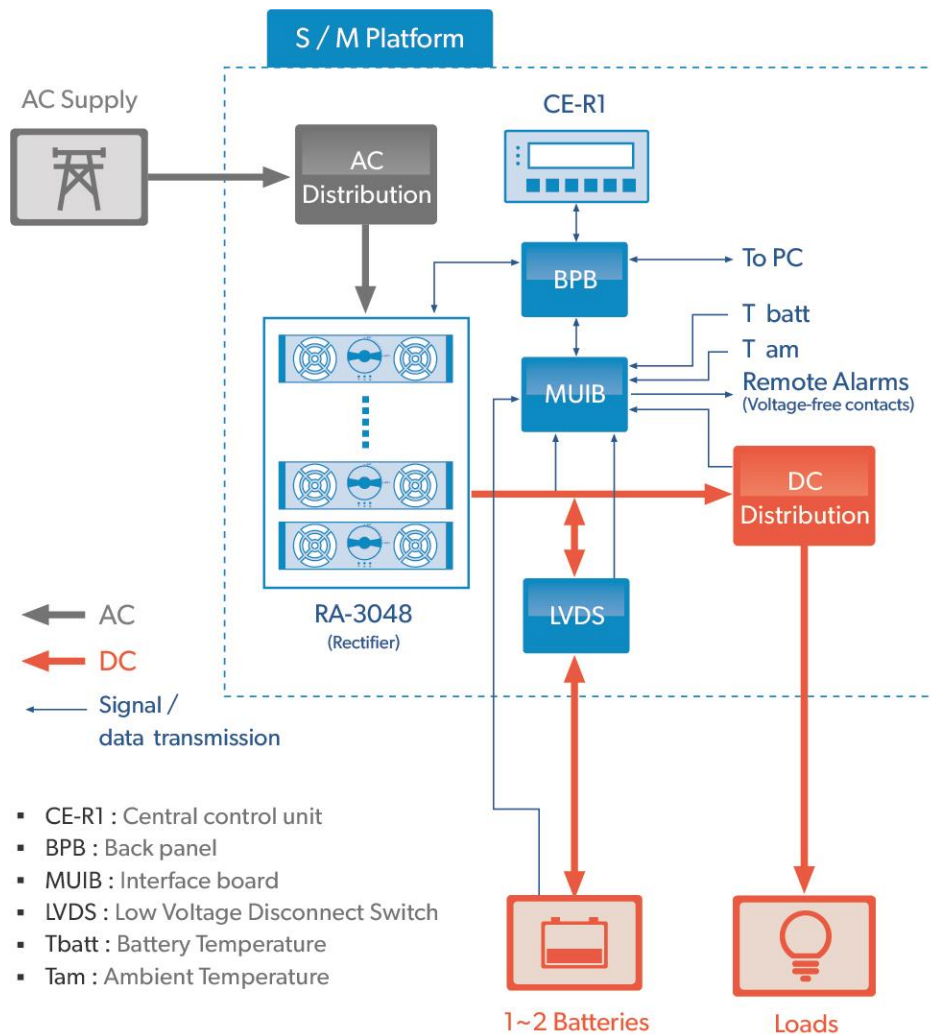 S / M Platform
AC Supply
CE-R1
AC
Distribution
BPB
To PC
T batt
T am
MUIB
Remote Alarms
(Voltage-free contacts)
DC
Distribution
RA-3048
(Rectifier)
LVDS
AC
DC
Signal /
data transmission
▪ CE-R1 : Central control unit
▪ BPB : Back panel
▪ MUIB : Interface board
▪ LVDS : Low Voltage Disconnect Switch
▪ Tbatt : Battery Temperature
▪ Tam : Ambient Temperature
1~2 Batteries
Loads